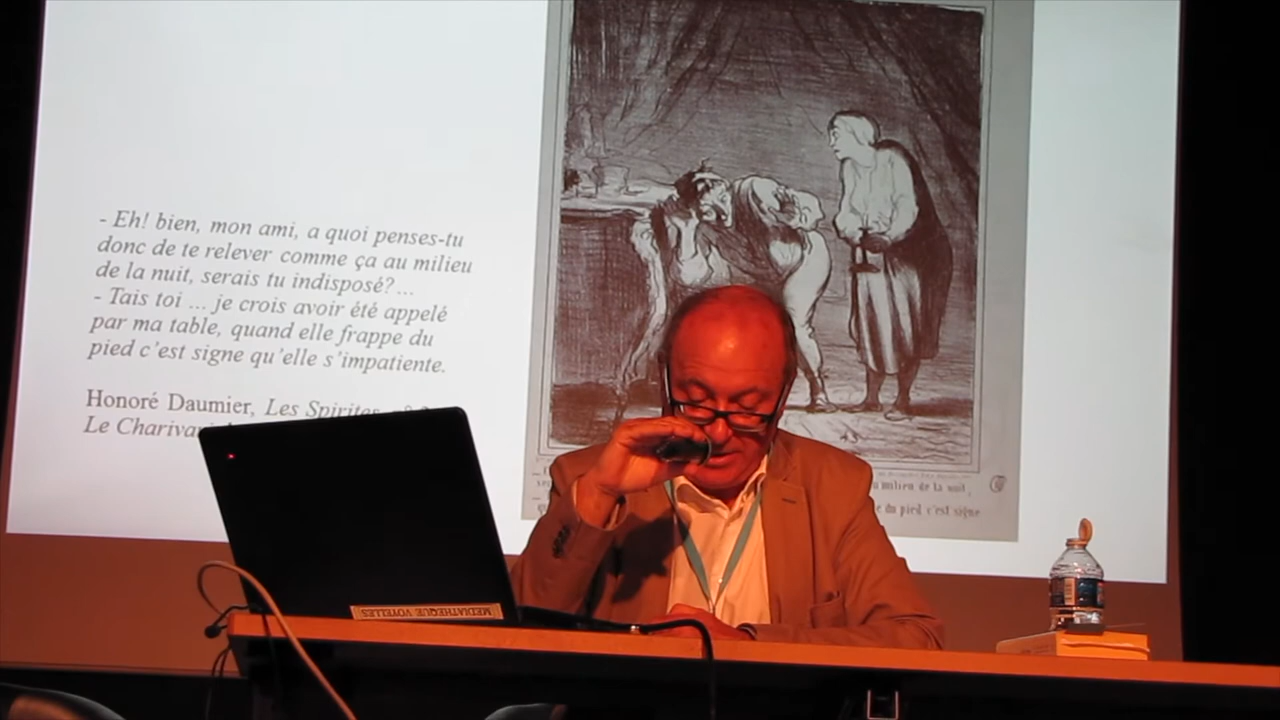 - Eh! bien, mon ami, a quoi penses-tu
donc de te relever comme ça au milieu
de la nuit, serais tu indisposé?...
- Tais toi ... je crois avoir été appelé
par ma table, quand elle frappe du
pied c'est signe qu'elle s'impatiente.
Honoré Daumier, Les Spirites
Le Charivari
u milieu de la nuit,
e du pied c'est signe
MEDIATHEQUE VOYELLES